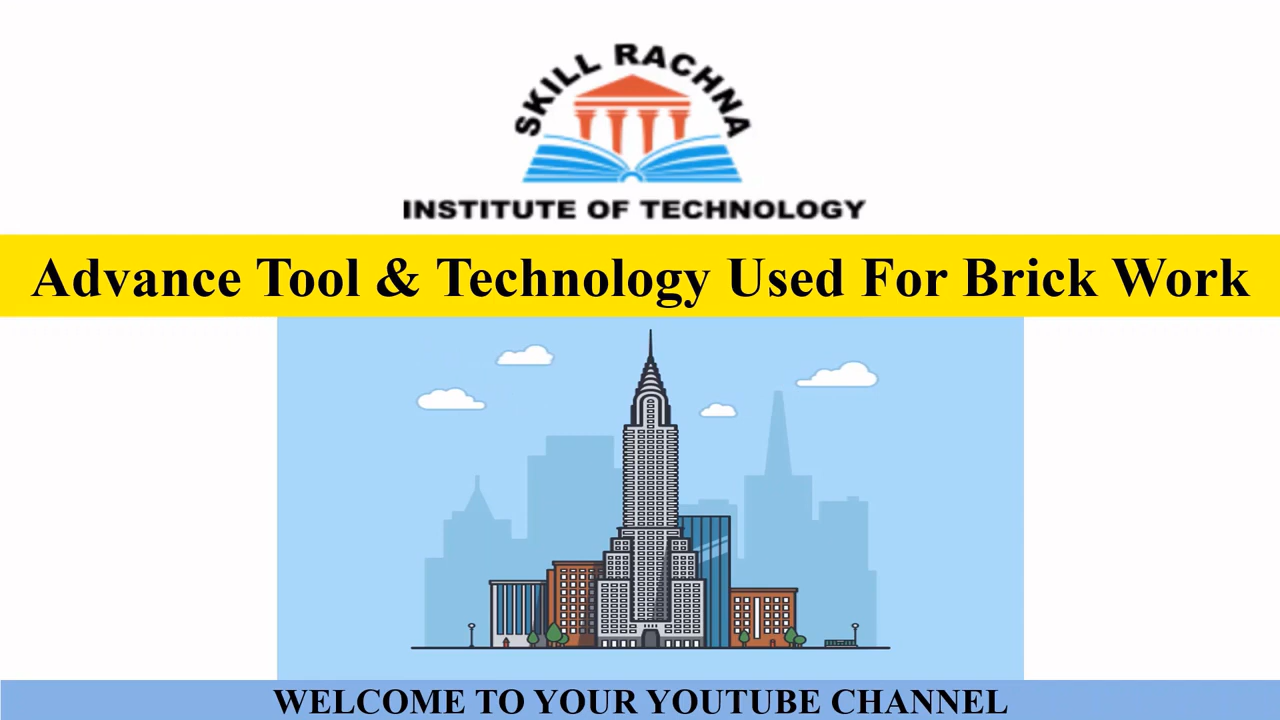 SKILL RACHNA
INSTITUTE OF TECHNOLOGY
Advance Tool & Technology Used For Brick Work
WELCOME TO YOUR YOUTUBE CHANNEL